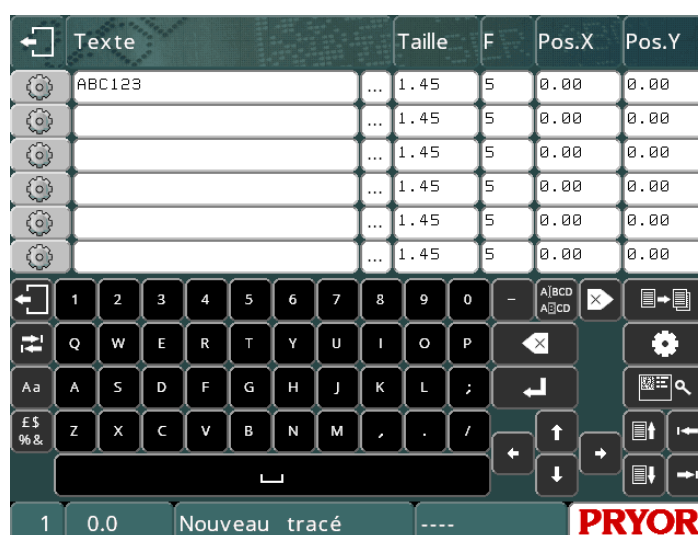 Texte Taille F Pos.X Pos.Y
ABC123 ... 1.45 5 0.00 0.00
... 1.45 5 0.00 0.00
... 1.45 5 0.00 0.00
... 1.45 5 0.00 0.00
... 1.45 5 0.00 0.00
... 1.45 5 0.00 0.00
1 2 3 4 5 6 7 8 9 0 - A]BCD
A[B]CD
Q W E R T Y U I O P
Aa A S D F G H J K L ;
£$
%& Z X C V B N M , . /
1 0.0 Nouveau tracé ---- PRYOR